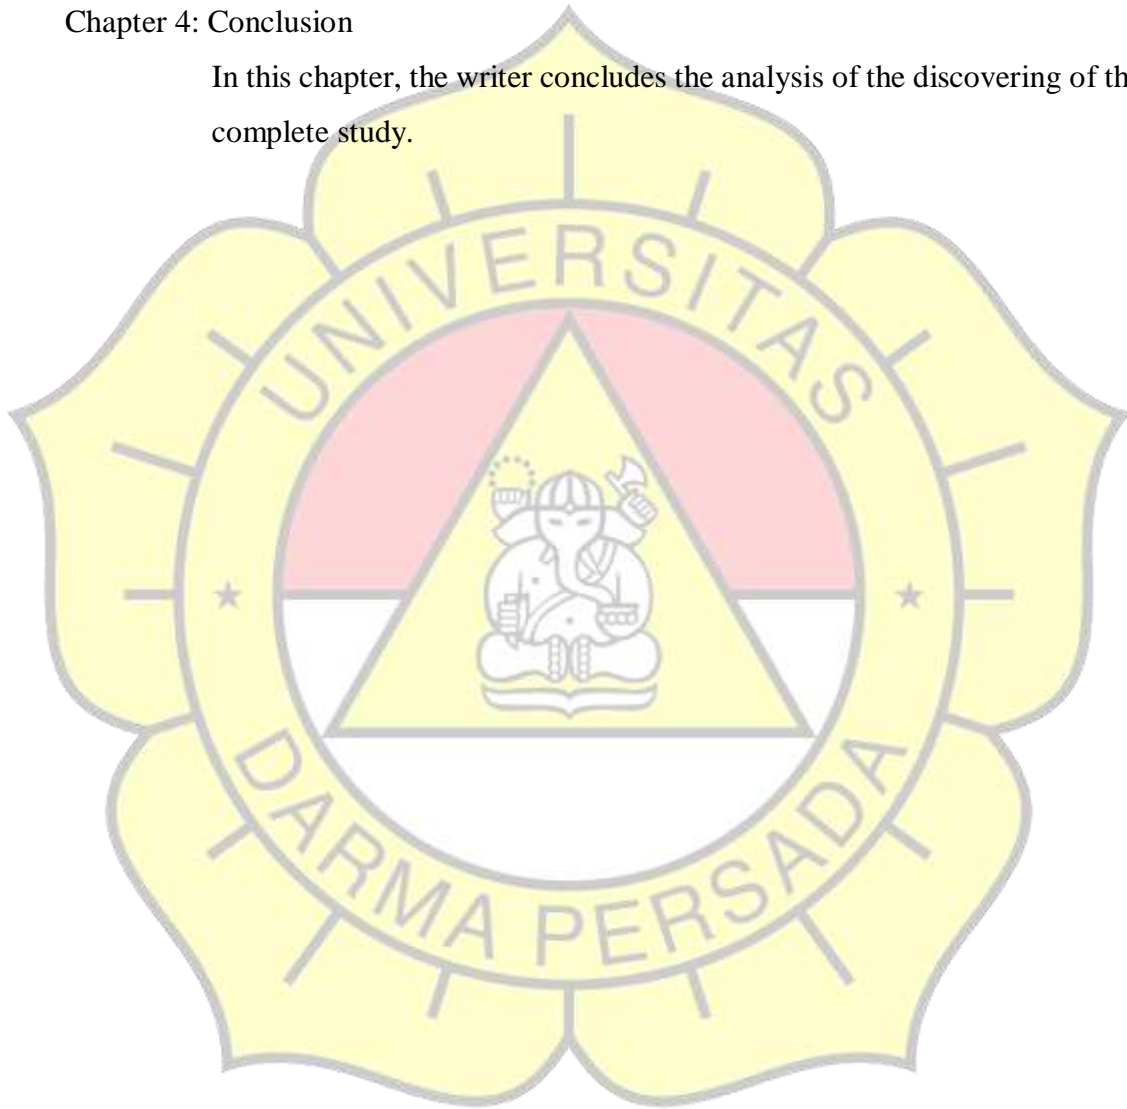 Chapter 4: Conclusion
In this chapter, the writer concludes the analysis of the discovering of th
complete study.
UNIVERSITAS
DARMA PERSADA